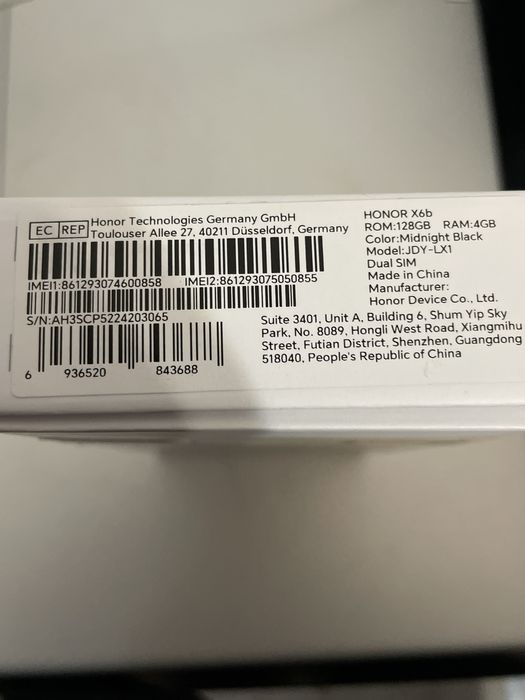 EC REP
Honor Technologies Germany GmbH
Toulouser Allee 27, 40211 Düsseldorf, Germany
IMEI1:861293074600858 IMEI2:861293075050855
S/N:AH3SCP5224203065
6 936520 843688
HONOR X6b
ROM:128GB RAM:4GB
Color:Midnight Black
Model:JDY-LX1
Dual SIM
Made in China
Manufacturer:
Honor Device Co., Ltd.
Suite 3401, Unit A, Building 6, Shum Yip Sky
Park, No. 8089, Hongli West Road, Xiangmihu
Street, Futian District, Shenzhen, Guangdong
518040, People's Republic of China